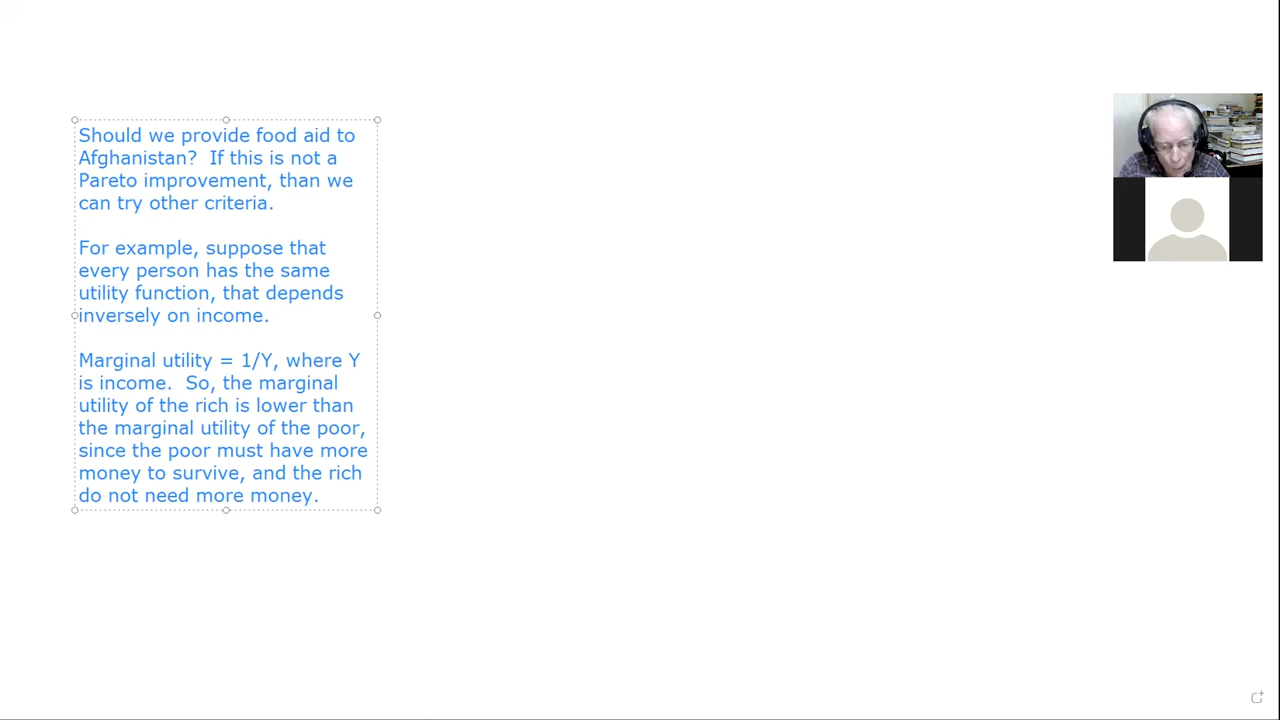 Should we provide food aid to
Afghanistan?  If this is not a
Pareto improvement, than we
can try other criteria.
For example, suppose that
every person has the same
utility function, that depends
inversely on income.
Marginal utility = 1/Y, where Y
is income.  So, the marginal
utility of the rich is lower than
the marginal utility of the poor,
since the poor must have more
money to survive, and the rich
do not need more money.